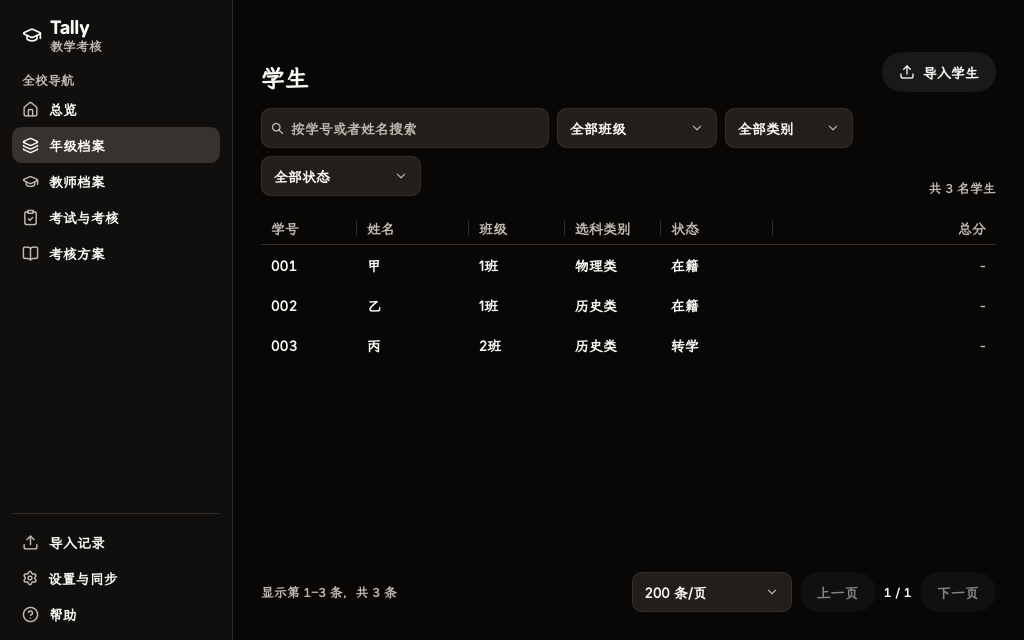 Tally
教学考核
全校导航
总览
年级档案
教师档案
考试与考核
考核方案
导入记录
设置与同步
帮助
学生
导入学生
按学号或者姓名搜索
全部班级
全部类别
全部状态
共 3 名学生
学号 姓名 班级 选科类别 状态 总分
001 甲 1班 物理类 在籍 -
002 乙 1班 历史类 在籍 -
003 丙 2班 历史类 转学 -
显示第 1–3 条，共 3 条
200 条/页
上一页
1 / 1
下一页